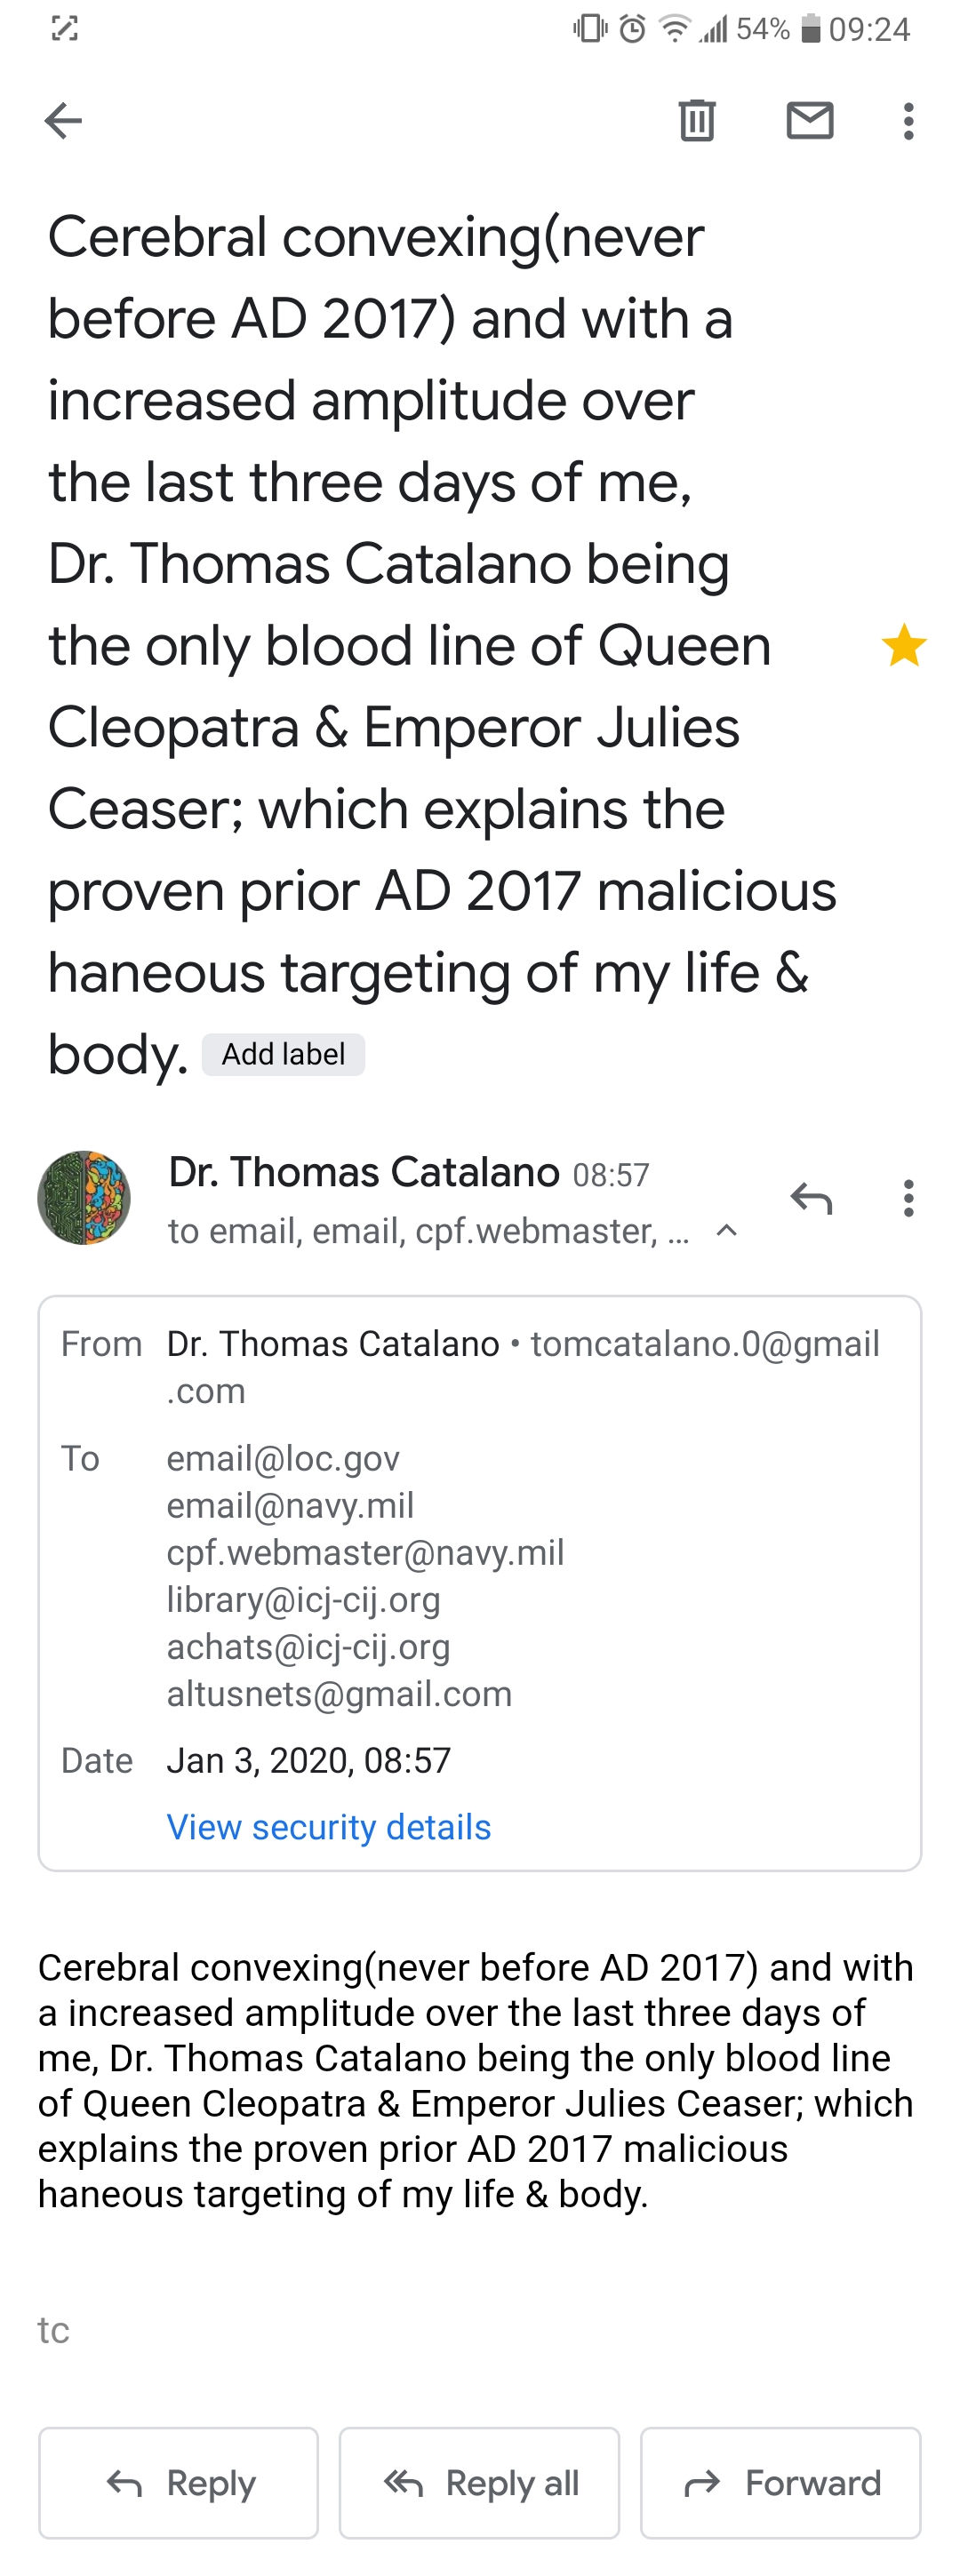 54% 09:24
Cerebral convexing(never
before AD 2017) and with a
increased amplitude over
the last three days of me,
Dr. Thomas Catalano being
the only blood line of Queen
Cleopatra & Emperor Julies
Ceaser; which explains the
proven prior AD 2017 malicious
haneous targeting of my life &
body. Add label
Dr. Thomas Catalano 08:57
to email, email, cpf.webmaster, ...
From Dr. Thomas Catalano • tomcatalano.0@gmail
.com
To email@loc.gov
email@navy.mil
cpf.webmaster@navy.mil
library@icj-cij.org
achats@icj-cij.org
altusnets@gmail.com
Date Jan 3, 2020, 08:57
View security details
Cerebral convexing(never before AD 2017) and with
a increased amplitude over the last three days of
me, Dr. Thomas Catalano being the only blood line
of Queen Cleopatra & Emperor Julies Ceaser; which
explains the proven prior AD 2017 malicious
haneous targeting of my life & body.
tc
Reply Reply all Forward